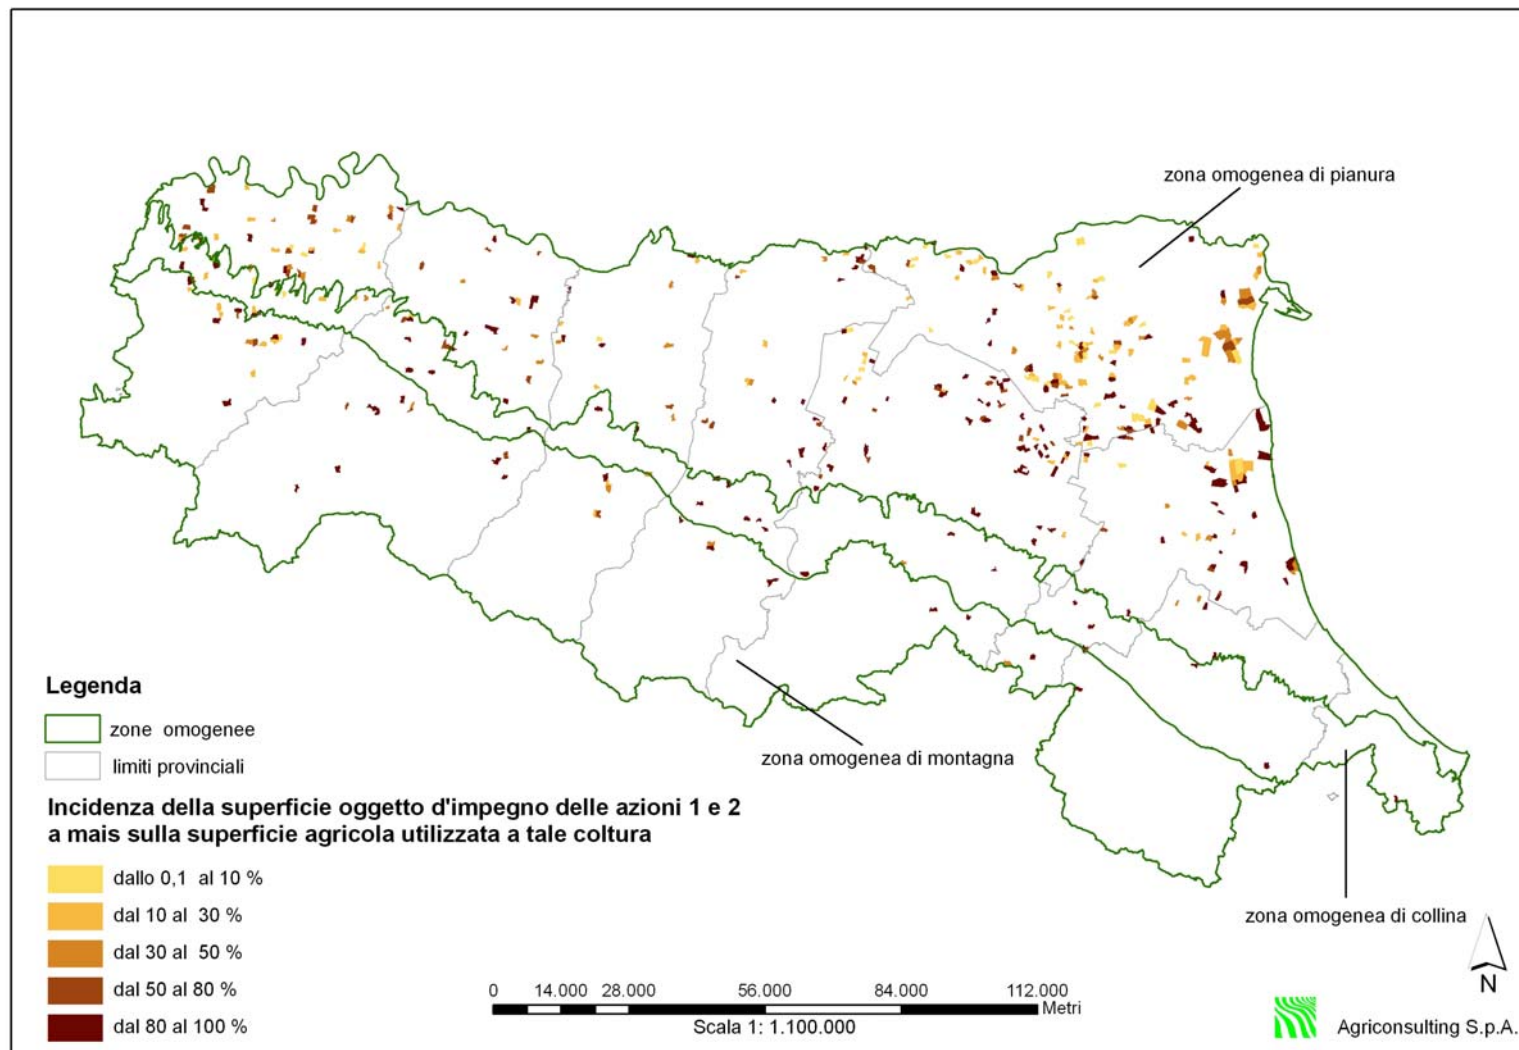 zona omogenea di pianura
zona omogenea di montagna
zona omogenea di collina
Legenda
zone omogenee
limiti provinciali
Incidenza della superficie oggetto d'impegno delle azioni 1 e 2
a mais sulla superficie agricola utilizzata a tale coltura
dallo 0,1 al 10 %
dal 10 al 30 %
dal 30 al 50 %
dal 50 al 80 %
dal 80 al 100 %
0 14.000 28.000 56.000 84.000 112.000
Metri
Scala 1: 1.100.000
N
Agriconsulting S.p.A.